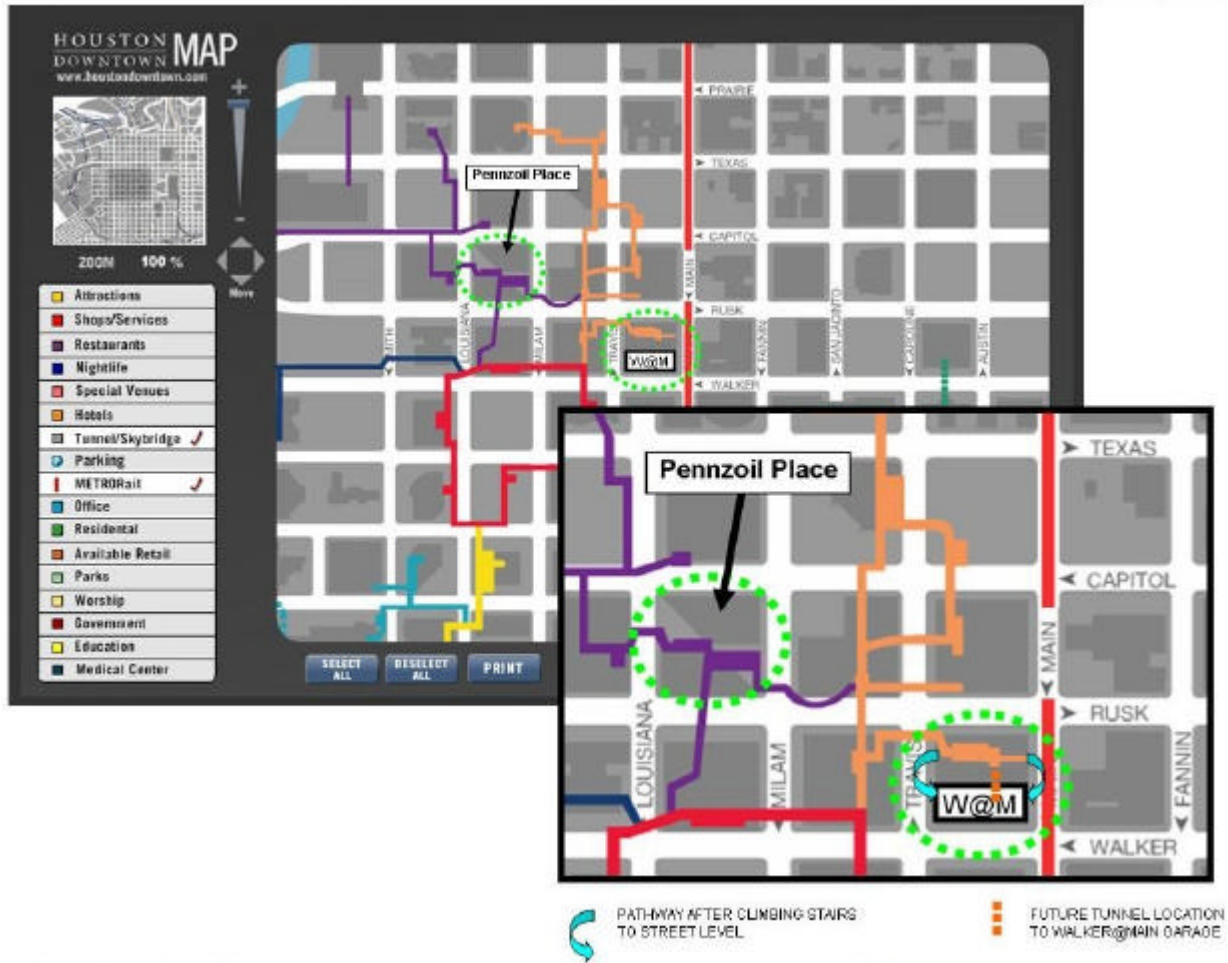 HOUSTON
DOWNTOWN MAP
www.houstondowntown.com
+
-
ZOOM 100 %
Move
Attractions
Shops/Services
Restaurants
Nightlife
Special Venues
Hotels
Tunnel/Skybridge
Parking
METRORail
Office
Residental
Available Retail
Parks
Worship
Government
Education
Medical Center
PRAIRIE
TEXAS
Pennzoil Place
CAPITOL
MAIN
RUSK
LOUISIANA
MILAM
TRAVIS
W@M
FANNIN
SAN JACINTO
CAROLINE
AUSTIN
WALKER
SELECT ALL
DESELECT ALL
PRINT
TEXAS
Pennzoil Place
CAPITOL
MAIN
RUSK
LOUISIANA
MILAM
TRAVIS
W@M
FANNIN
WALKER
PATHWAY AFTER CLIMBING STAIRS
TO STREET LEVEL
FUTURE TUNNEL LOCATION
TO WALKER@MAIN GARAGE